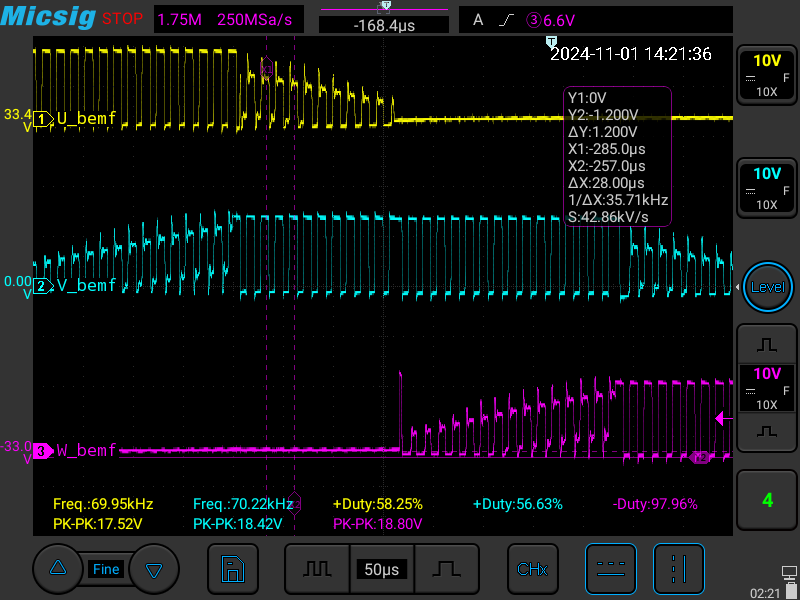 Micsig STOP 1.75M 250MSa/s -168.4µs A ③ 6.6V
T
2024-11-01 14:21:36
10V
F
10X
Y1:0V
Y2:-1.200V
ΔY:1.200V
X1:-285.0µs
X2:-257.0µs
ΔX:28.00µs
1/ΔX:35.71kHz
S:42.86kV/s
33.4
V
1 U_bemf
10V
F
10X
0.00
V
2 V_bemf
Level
10V
F
10X
-33.0
V
3 W_bemf
Freq.:69.95kHz Freq.:70.22kHz +Duty:58.25% +Duty:56.63% -Duty:97.96%
PK-PK:17.52V PK-PK:18.42V PK-PK:18.80V
4
Fine 50µs CHx
02:21